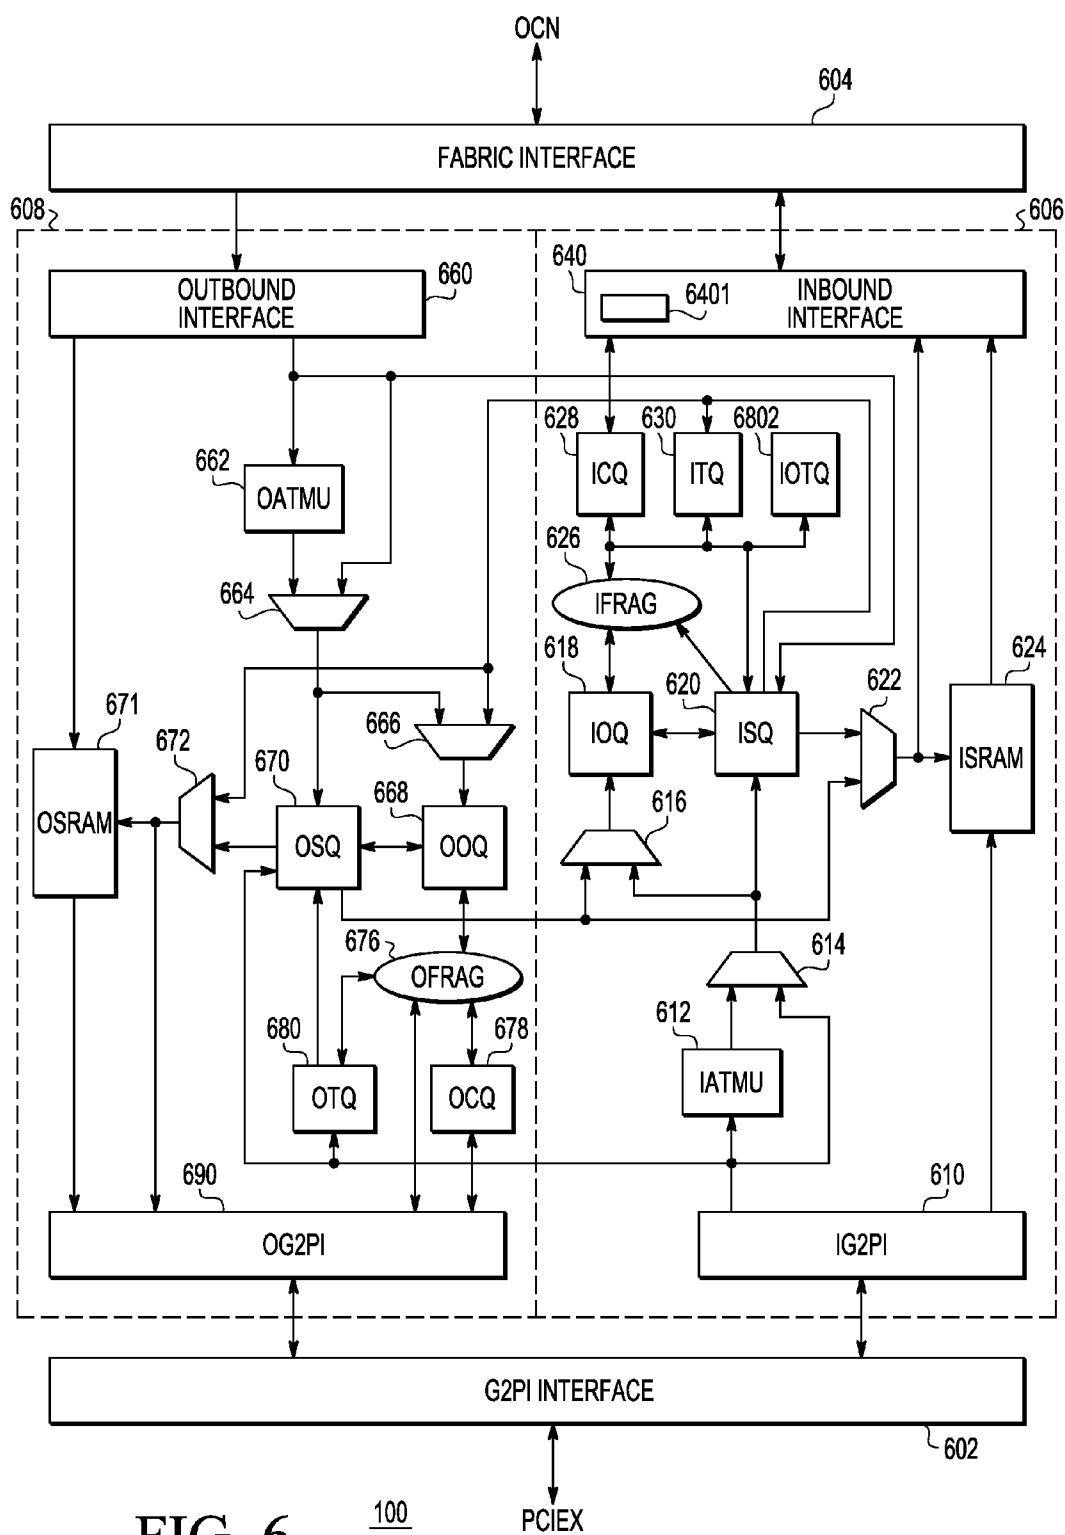 OCN
604
FABRIC INTERFACE
608
606
640
OUTBOUND
INTERFACE
660
6401
INBOUND
INTERFACE
628
630
6802
662
OATMU
ICQ
ITQ
IOTQ
626
664
IFRAG
618
620
622
624
671
672
666
670
668
IOQ
ISQ
ISRAM
OSRAM
OSQ
OOQ
616
676
OFRAG
614
680
678
612
OTQ
OCQ
IATMU
690
610
OG2PI
IG2PI
G2PI INTERFACE
602
PCIEX
100
FIG. 6